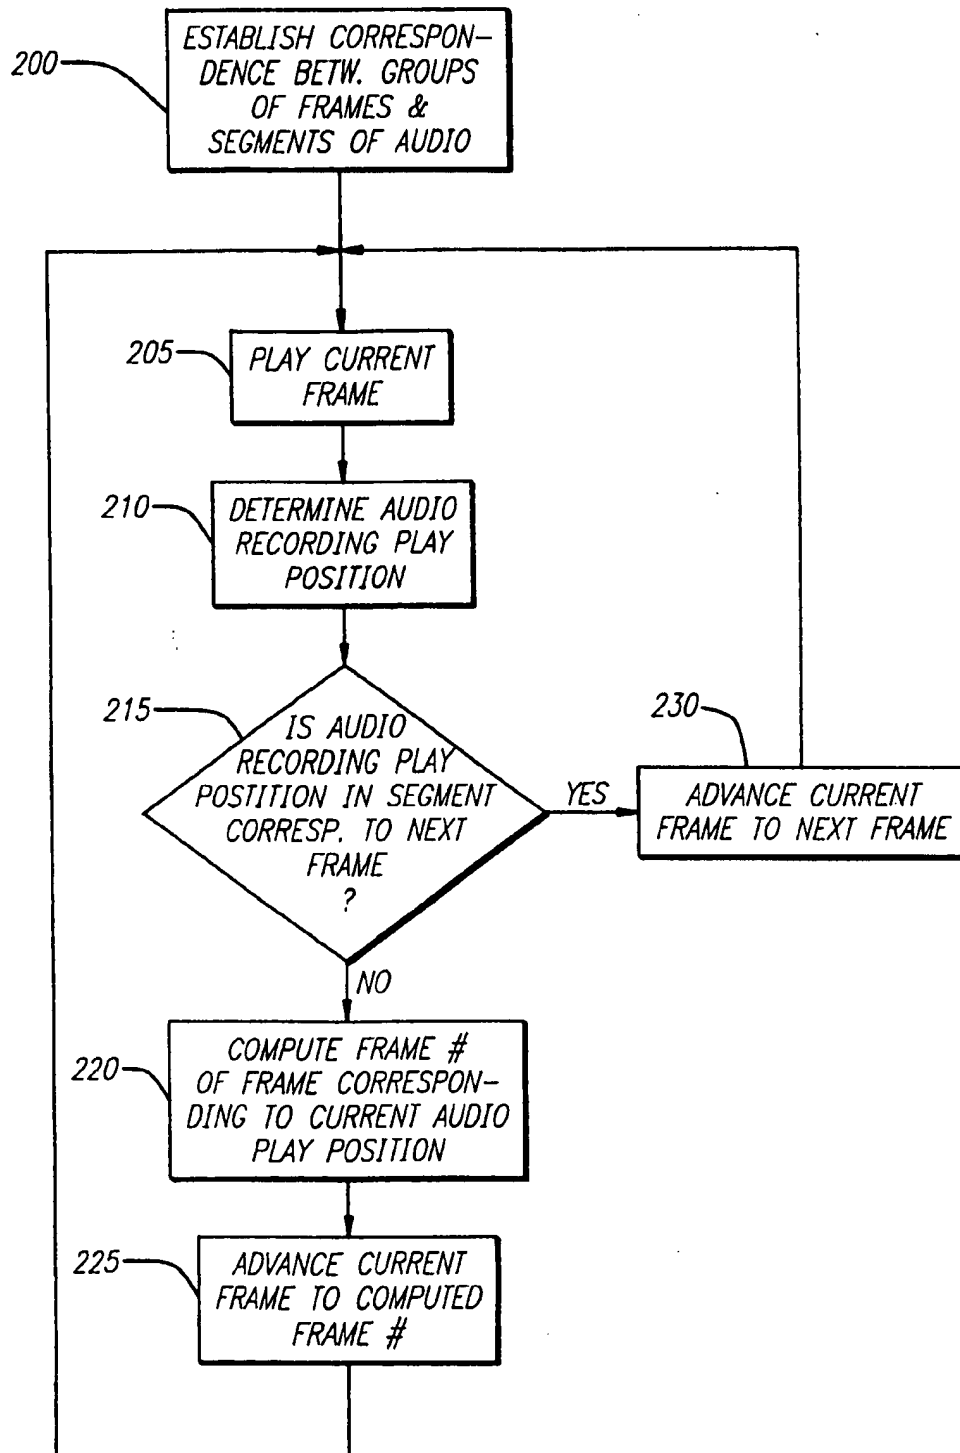 200
ESTABLISH CORRESPON-
DENCE BETW. GROUPS
OF FRAMES &
SEGMENTS OF AUDIO
205
PLAY CURRENT
FRAME
210
DETERMINE AUDIO
RECORDING PLAY
POSITION
215
IS AUDIO
RECORDING PLAY
POSTITION IN SEGMENT
CORRESP. TO NEXT
FRAME
?
YES
230
ADVANCE CURRENT
FRAME TO NEXT FRAME
NO
220
COMPUTE FRAME #
OF FRAME CORRESPON-
DING TO CURRENT AUDIO
PLAY POSITION
225
ADVANCE CURRENT
FRAME TO COMPUTED
FRAME #